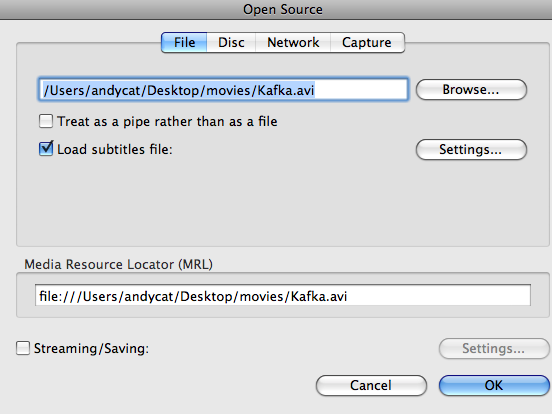 Open Source
File Disc Network Capture
/Users/andycat/Desktop/movies/Kafka.avi Browse...
Treat as a pipe rather than as a file
Load subtitles file: Settings...
Media Resource Locator (MRL)
file:///Users/andycat/Desktop/movies/Kafka.avi
Streaming/Saving: Settings...
Cancel OK